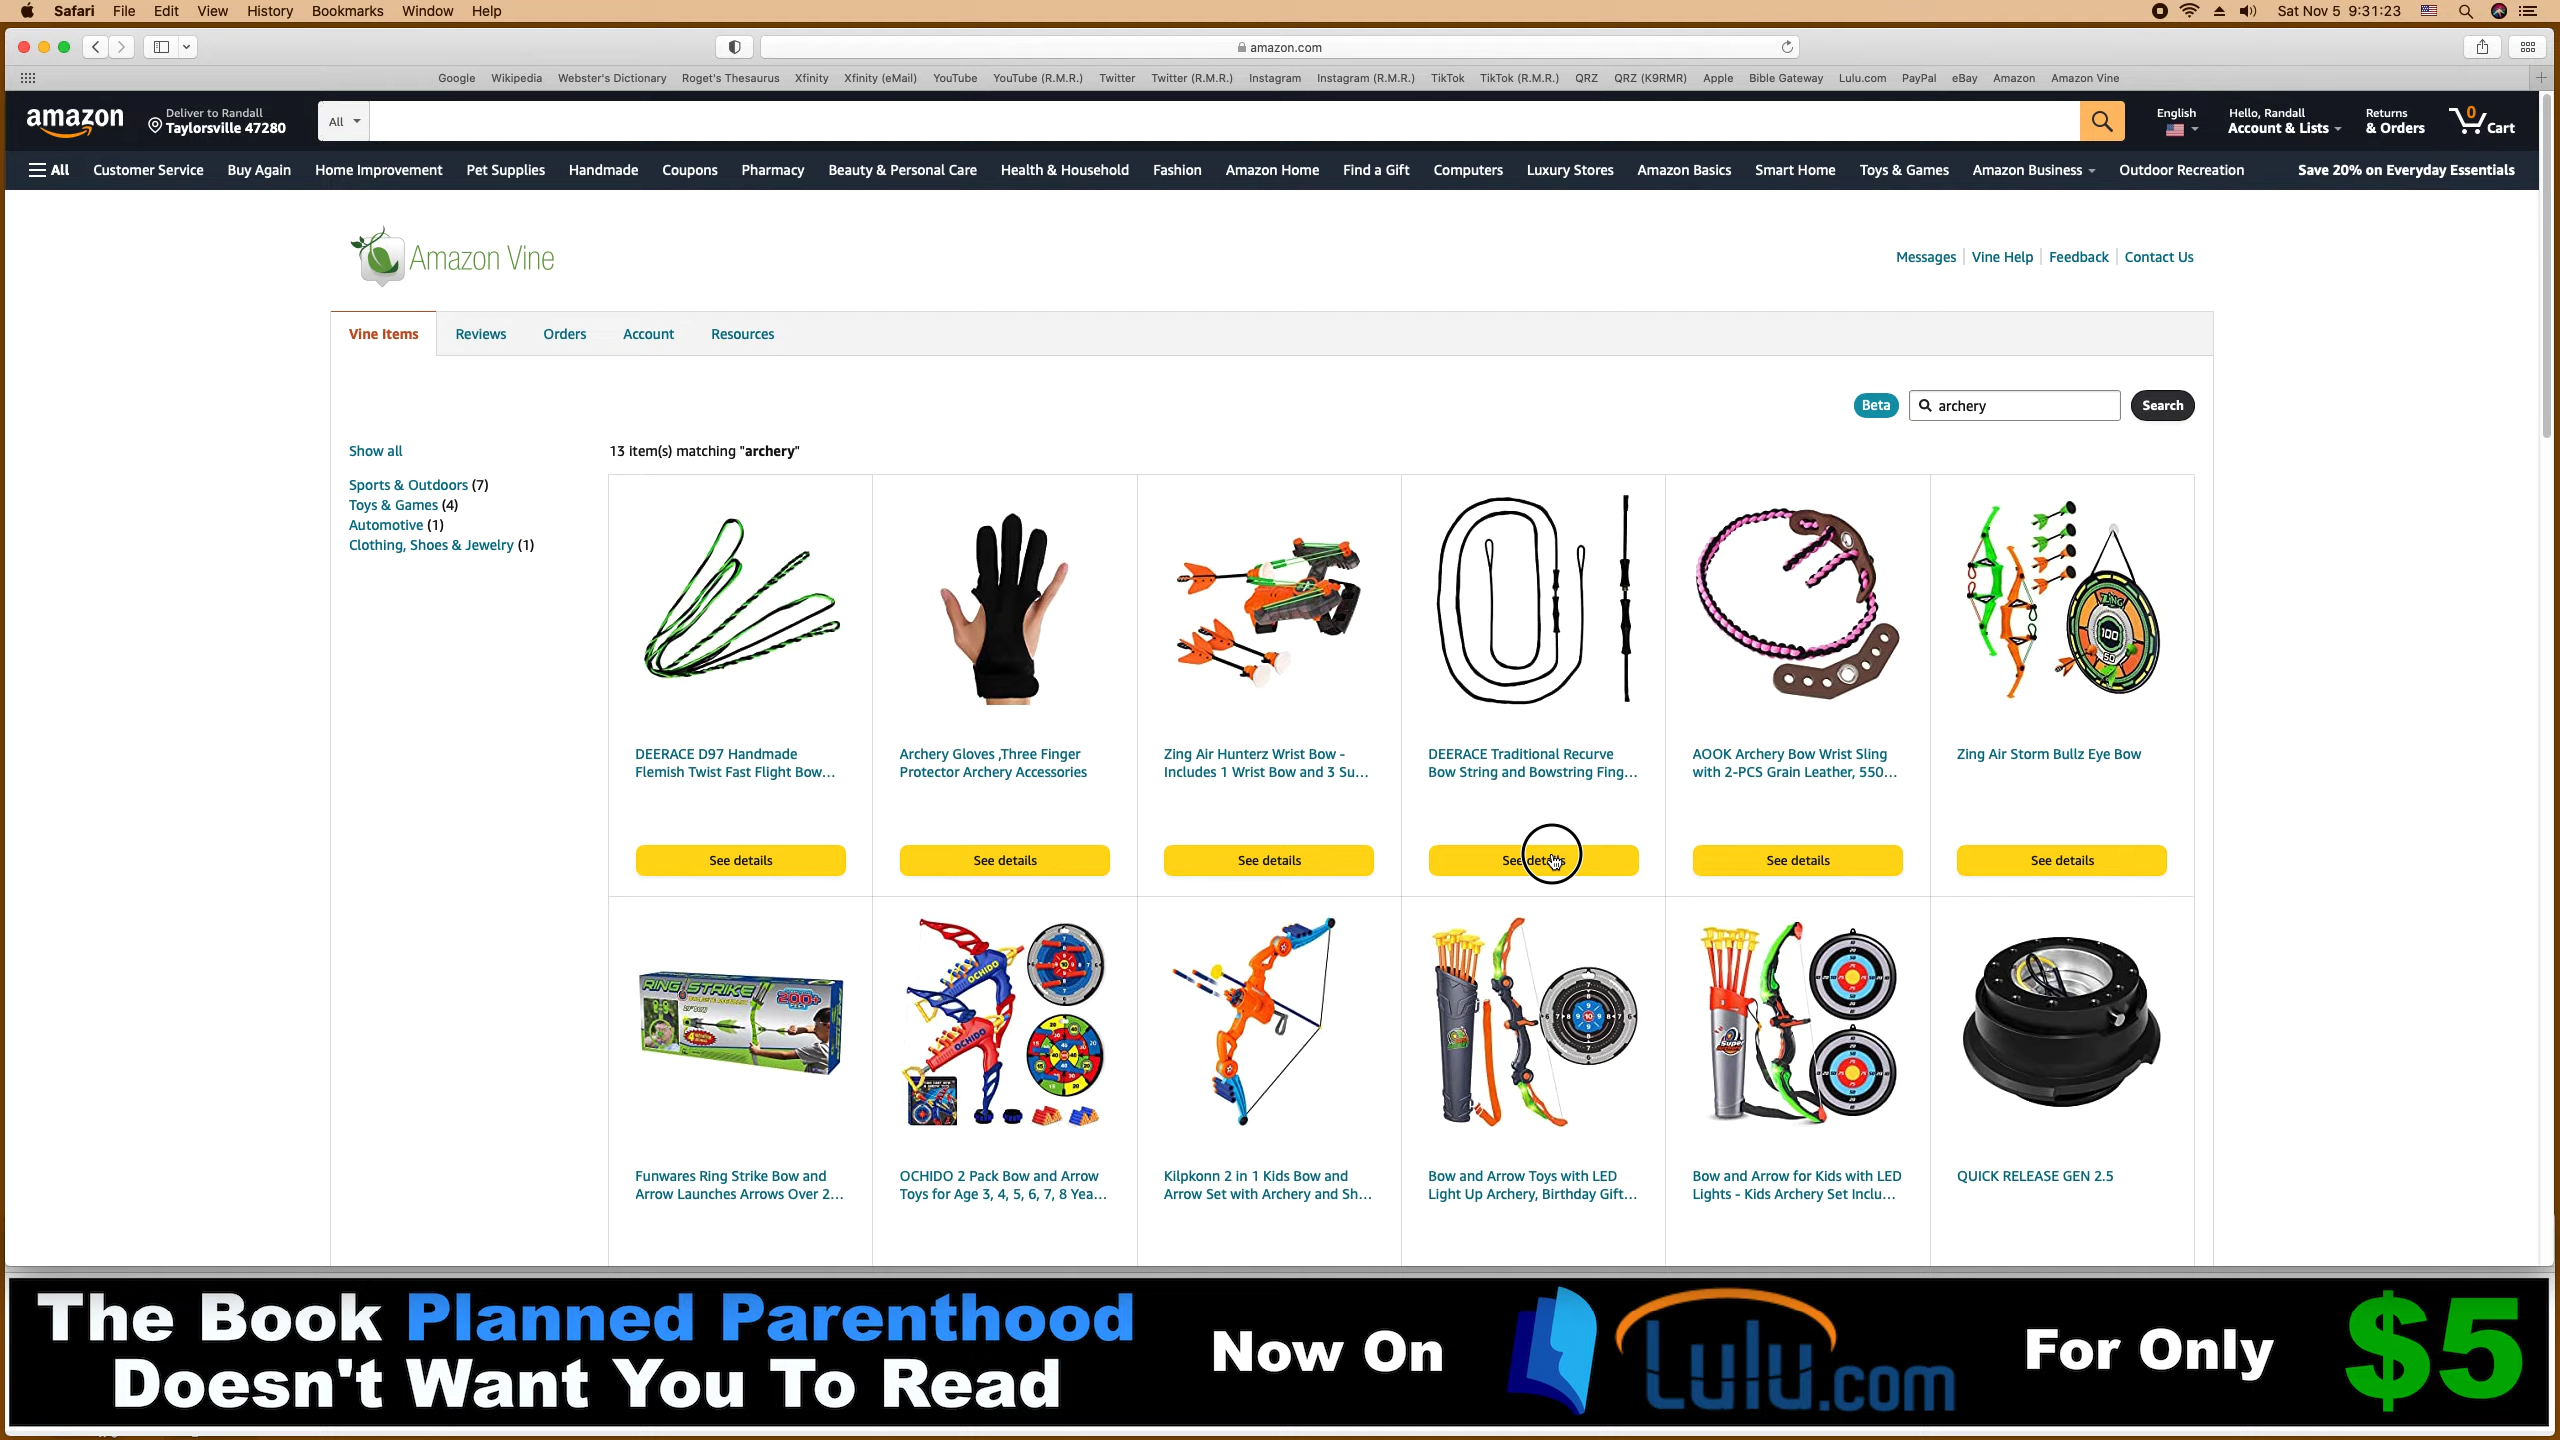 Safari File Edit View History Bookmarks Window Help
Sat Nov 5 9:31:23
amazon.com
Google Wikipedia Webster's Dictionary Roget's Thesaurus Xfinity Xfinity (eMail) YouTube YouTube (R.M.R.) Twitter Twitter (R.M.R.) Instagram Instagram (R.M.R.) TikTok TikTok (R.M.R.) QRZ QRZ (K9RMR) Apple Bible Gateway Lulu.com PayPal eBay Amazon Amazon Vine
amazon
Deliver to Randall
Taylorsville 47280
All
English
Hello, Randall
Account & Lists
Returns
& Orders
0
Cart
All Customer Service Buy Again Home Improvement Pet Supplies Handmade Coupons Pharmacy Beauty & Personal Care Health & Household Fashion Amazon Home Find a Gift Computers Luxury Stores Amazon Basics Smart Home Toys & Games Amazon Business Outdoor Recreation Save 20% on Everyday Essentials
Amazon Vine
Messages Vine Help Feedback Contact Us
Vine Items Reviews Orders Account Resources
Beta archery Search
Show all
Sports & Outdoors (7)
Toys & Games (4)
Automotive (1)
Clothing, Shoes & Jewelry (1)
13 item(s) matching "archery"
DEERACE D97 Handmade
Flemish Twist Fast Flight Bow...
See details
Archery Gloves ,Three Finger
Protector Archery Accessories
See details
Zing Air Hunterz Wrist Bow -
Includes 1 Wrist Bow and 3 Su...
See details
DEERACE Traditional Recurve
Bow String and Bowstring Fing...
See details
AOOK Archery Bow Wrist Sling
with 2-PCS Grain Leather, 550...
See details
ZING
100
50
Zing Air Storm Bullz Eye Bow
See details
RING STRIKE
200+
Funwares Ring Strike Bow and
Arrow Launches Arrows Over 2...
OCHIDO
OCHIDO
OCHIDO 2 Pack Bow and Arrow
Toys for Age 3, 4, 5, 6, 7, 8 Yea...
Kilpkonn 2 in 1 Kids Bow and
Arrow Set with Archery and Sh...
Bow and Arrow Toys with LED
Light Up Archery, Birthday Gift...
Bow and Arrow for Kids with LED
Lights - Kids Archery Set Inclu...
QUICK RELEASE GEN 2.5
The Book Planned Parenthood
Doesn't Want You To Read
Now On
Lulu.com
For Only
$5